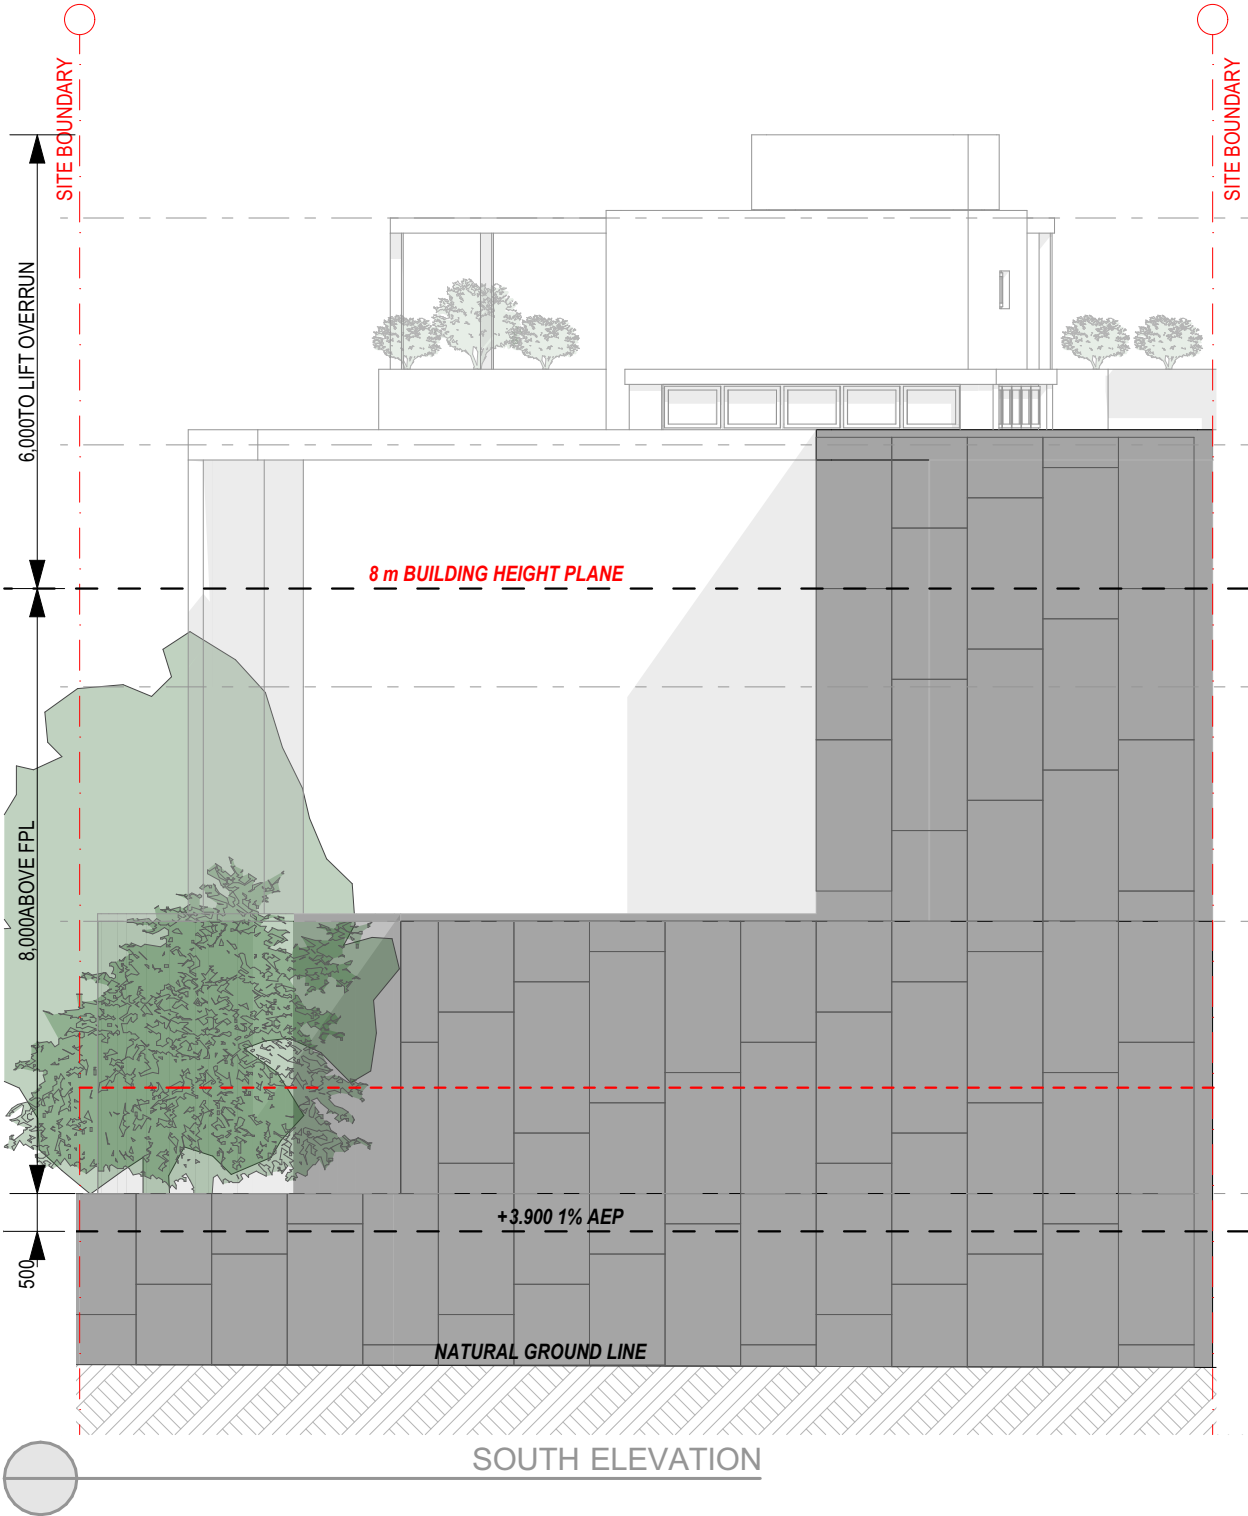 SITE BOUNDARY
SITE BOUNDARY
6,000TO LIFT OVERRUN
8 m BUILDING HEIGHT PLANE
8,000ABOVE FPL
+3.900 1% AEP
500
NATURAL GROUND LINE
SOUTH ELEVATION